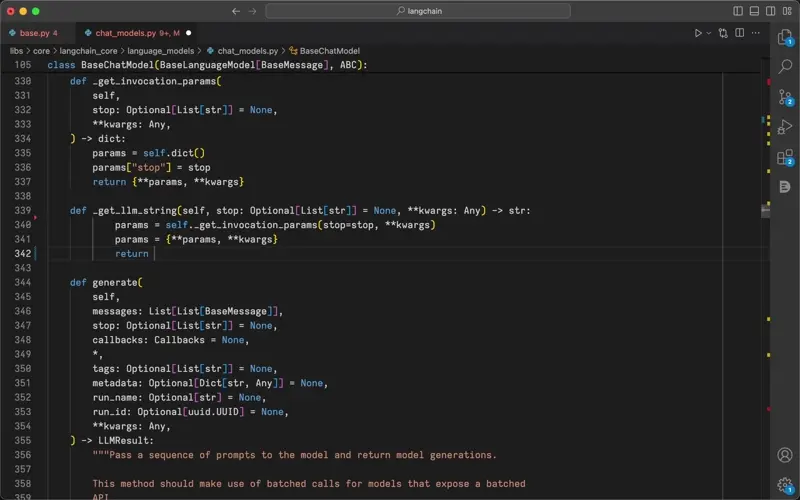 langchain
base.py 4
chat_models.py 9+, M
libs > core > langchain_core > language_models > chat_models.py > BaseChatModel
105 class BaseChatModel(BaseLanguageModel[BaseMessage], ABC):
330 def _get_invocation_params(
331 self,
332 stop: Optional[List[str]] = None,
333 **kwargs: Any,
334 ) -> dict:
335 params = self.dict()
336 params["stop"] = stop
337 return {**params, **kwargs}
338
339 def _get_llm_string(self, stop: Optional[List[str]] = None, **kwargs: Any) -> str:
340 params = self._get_invocation_params(stop=stop, **kwargs)
341 params = {**params, **kwargs}
342 return
343
344 def generate(
345 self,
346 messages: List[List[BaseMessage]],
347 stop: Optional[List[str]] = None,
348 callbacks: Callbacks = None,
349 *,
350 tags: Optional[List[str]] = None,
351 metadata: Optional[Dict[str, Any]] = None,
352 run_name: Optional[str] = None,
353 run_id: Optional[uuid.UUID] = None,
354 **kwargs: Any,
355 ) -> LLMResult:
356 """Pass a sequence of prompts to the model and return model generations.
357
358 This method should make use of batched calls for models that expose a batched
359 API
1
2
2
1